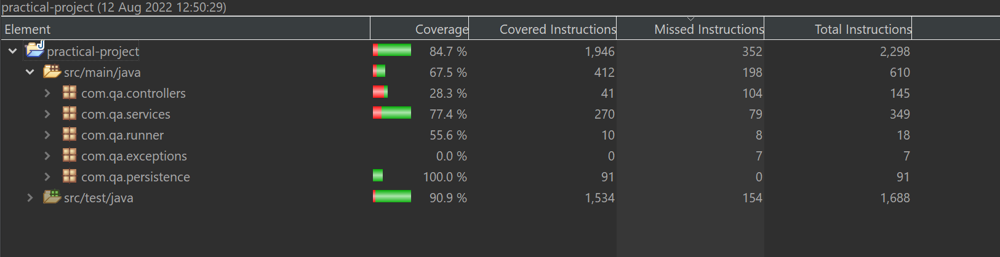 practical-project (12 Aug 2022 12:50:29)
Element Coverage Covered Instructions Missed Instructions Total Instructions
practical-project 84.7 % 1,946 352 2,298
src/main/java 67.5 % 412 198 610
com.qa.controllers 28.3 % 41 104 145
com.qa.services 77.4 % 270 79 349
com.qa.runner 55.6 % 10 8 18
com.qa.exceptions 0.0 % 0 7 7
com.qa.persistence 100.0 % 91 0 91
src/test/java 90.9 % 1,534 154 1,688